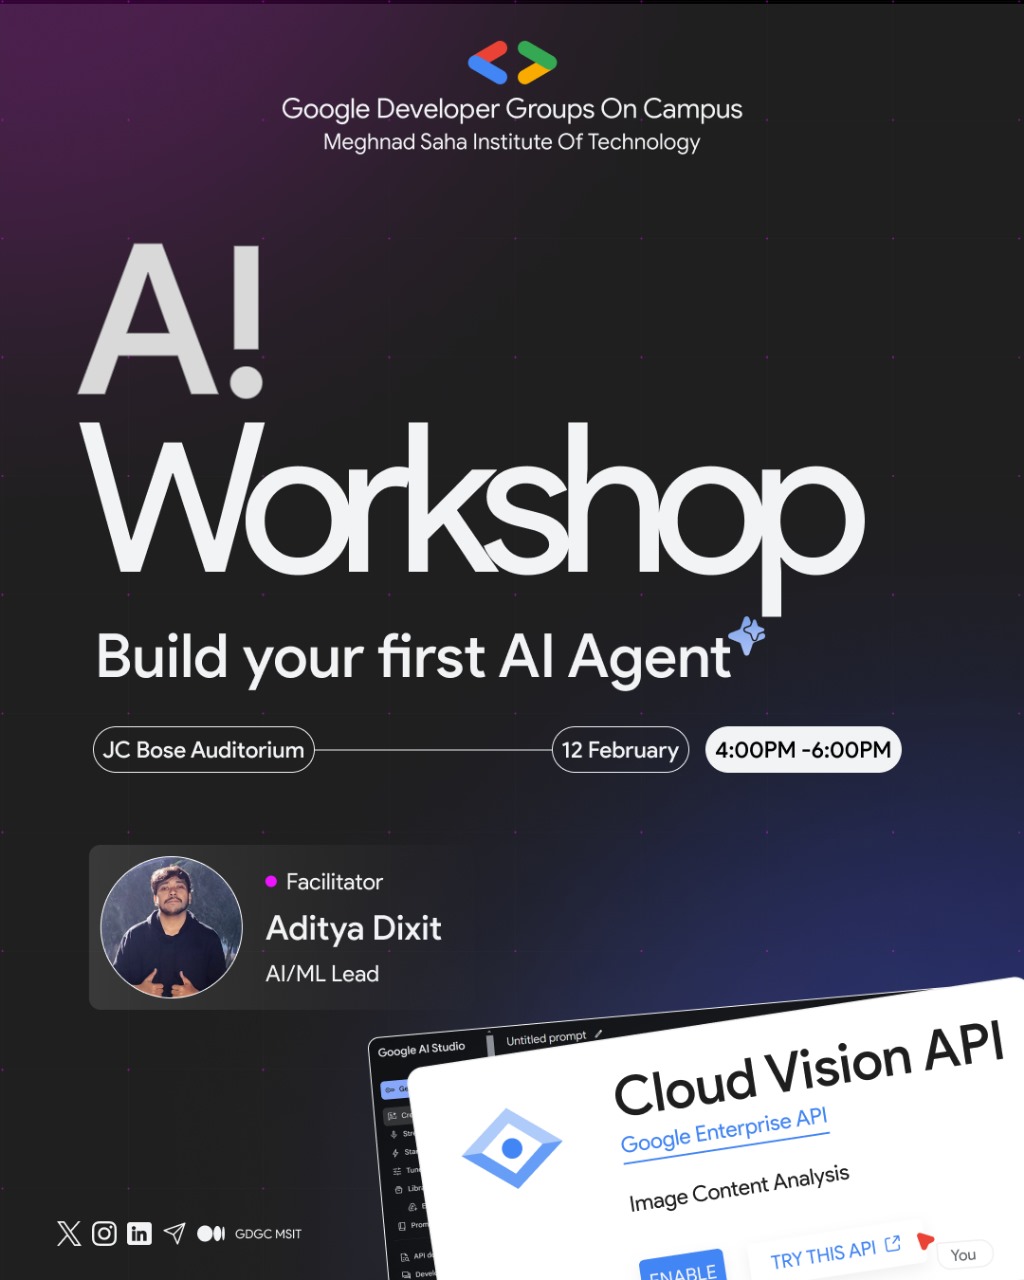 Google Developer Groups On Campus
Meghnad Saha Institute Of Technology
A!
Workshop
Build your first AI Agent
JC Bose Auditorium
12 February
4:00PM -6:00PM
Facilitator
Aditya Dixit
AI/ML Lead
Google AI Studio
Untitled prompt
Cloud Vision API
Google Enterprise API
Image Content Analysis
ENABLE
TRY THIS API
You
GDGC MSIT